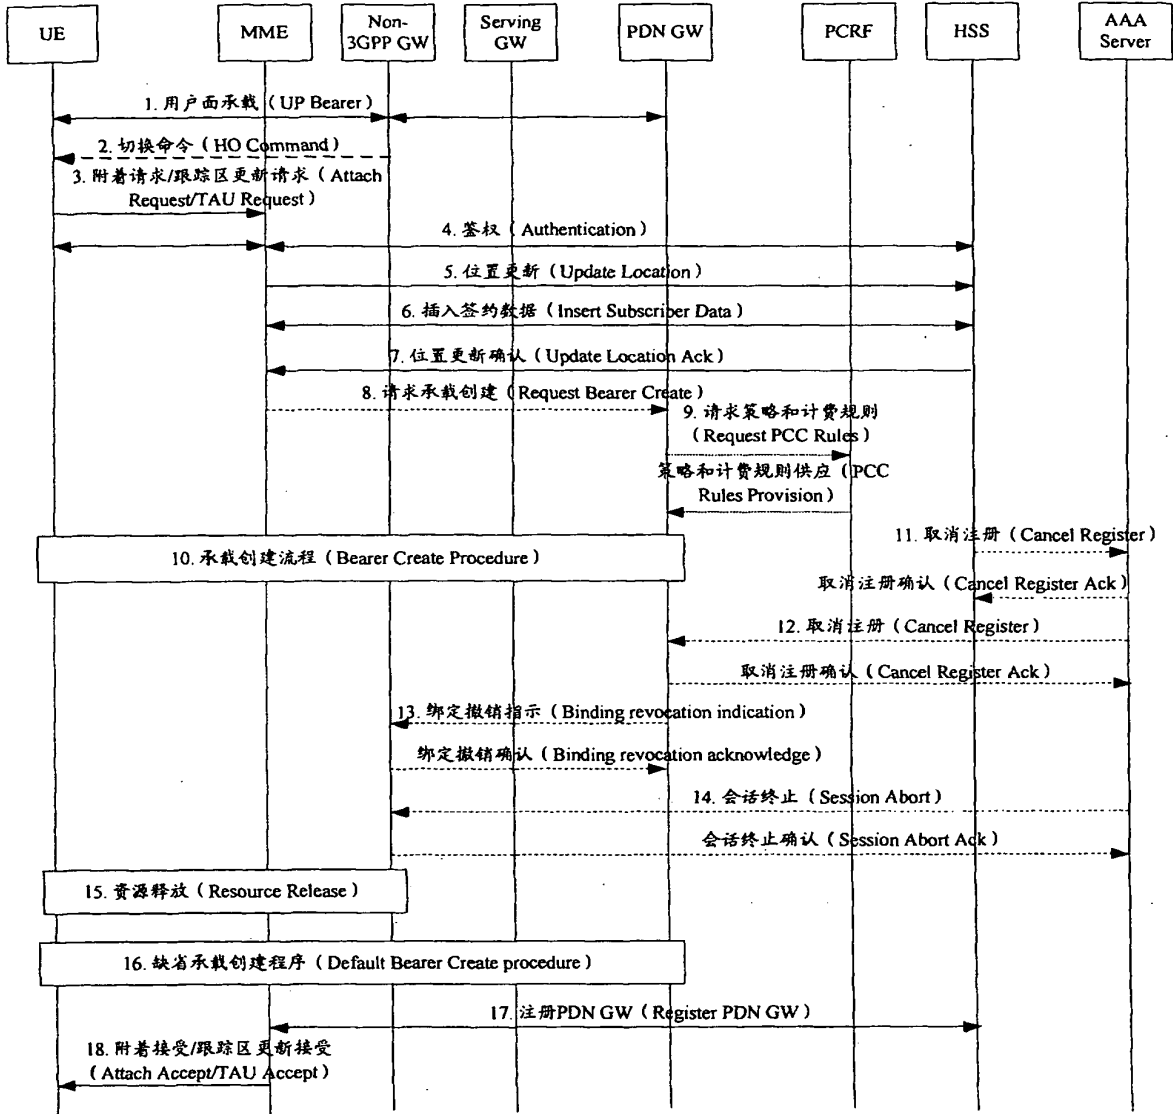 UE
MME
Non-
3GPP GW
Serving
GW
PDN GW
PCRF
HSS
AAA
Server
1. 用户面承载（UP Bearer）
2. 切换命令（HO Command）
3. 附着请求/跟踪区更新请求（Attach
Request/TAU Request）
4. 鉴权（Authentication）
5. 位置更新（Update Location）
6. 插入签约数据（Insert Subscriber Data）
7. 位置更新确认（Update Location Ack）
8. 请求承载创建（Request Bearer Create）
9. 请求策略和计费规则
（Request PCC Rules）
策略和计费规则供应（PCC
Rules Provision）
10. 承载创建流程（Bearer Create Procedure）
11. 取消注册（Cancel Register）
取消注册确认（Cancel Register Ack）
12. 取消注册（Cancel Register）
取消注册确认（Cancel Register Ack）
13. 绑定撤销指示（Binding revocation indication）
绑定撤销确认（Binding revocation acknowledge）
14. 会话终止（Session Abort）
会话终止确认（Session Abort Ack）
15. 资源释放（Resource Release）
16. 缺省承载创建程序（Default Bearer Create procedure）
17. 注册PDN GW（Register PDN GW）
18. 附着接受/跟踪区更新接受
（Attach Accept/TAU Accept）